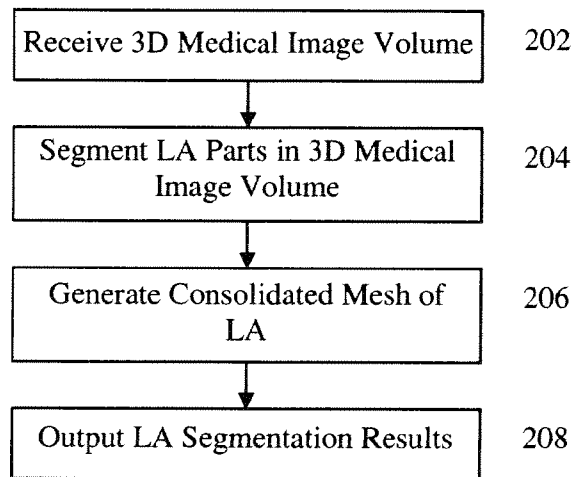 Receive 3D Medical Image Volume 202
Segment LA Parts in 3D Medical 204
Image Volume
Generate Consolidated Mesh of 206
LA
Output LA Segmentation Results 208